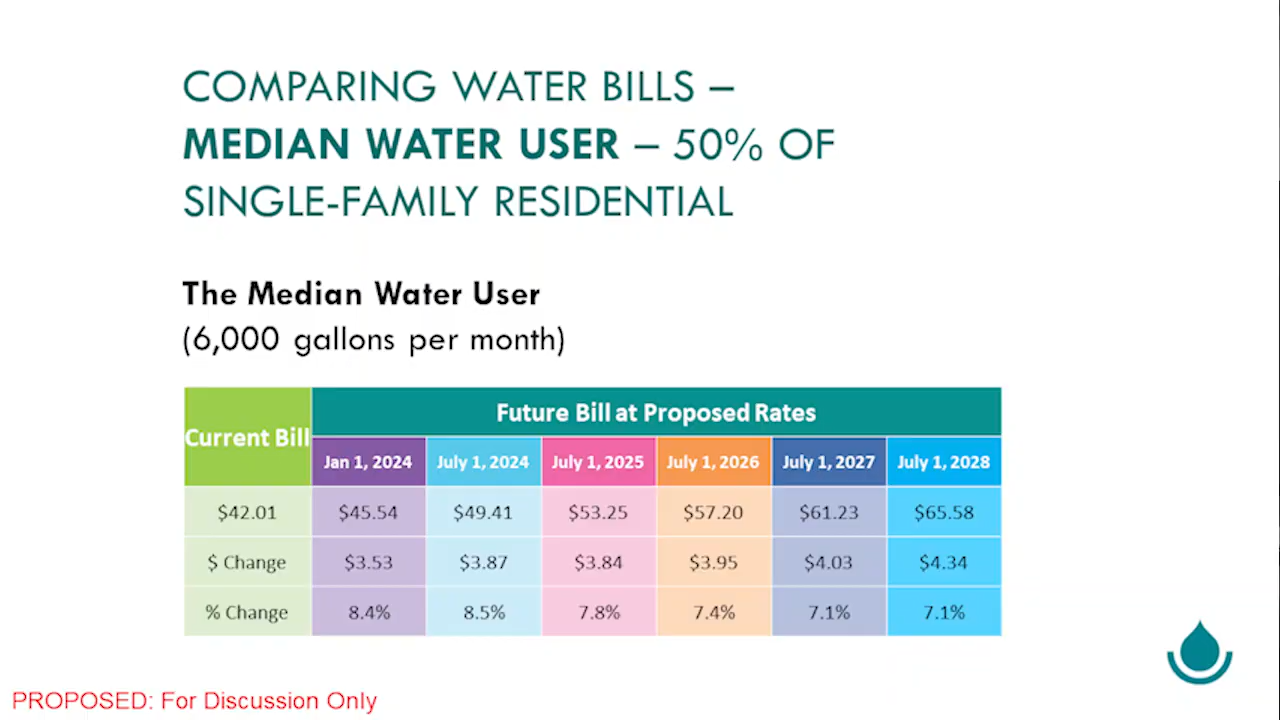 COMPARING WATER BILLS –
MEDIAN WATER USER – 50% OF
SINGLE-FAMILY RESIDENTIAL
The Median Water User
(6,000 gallons per month)
Current Bill
Future Bill at Proposed Rates
Jan 1, 2024 July 1, 2024 July 1, 2025 July 1, 2026 July 1, 2027 July 1, 2028
$42.01 $45.54 $49.41 $53.25 $57.20 $61.23 $65.58
$ Change $3.53 $3.87 $3.84 $3.95 $4.03 $4.34
% Change 8.4% 8.5% 7.8% 7.4% 7.1% 7.1%
PROPOSED: For Discussion Only